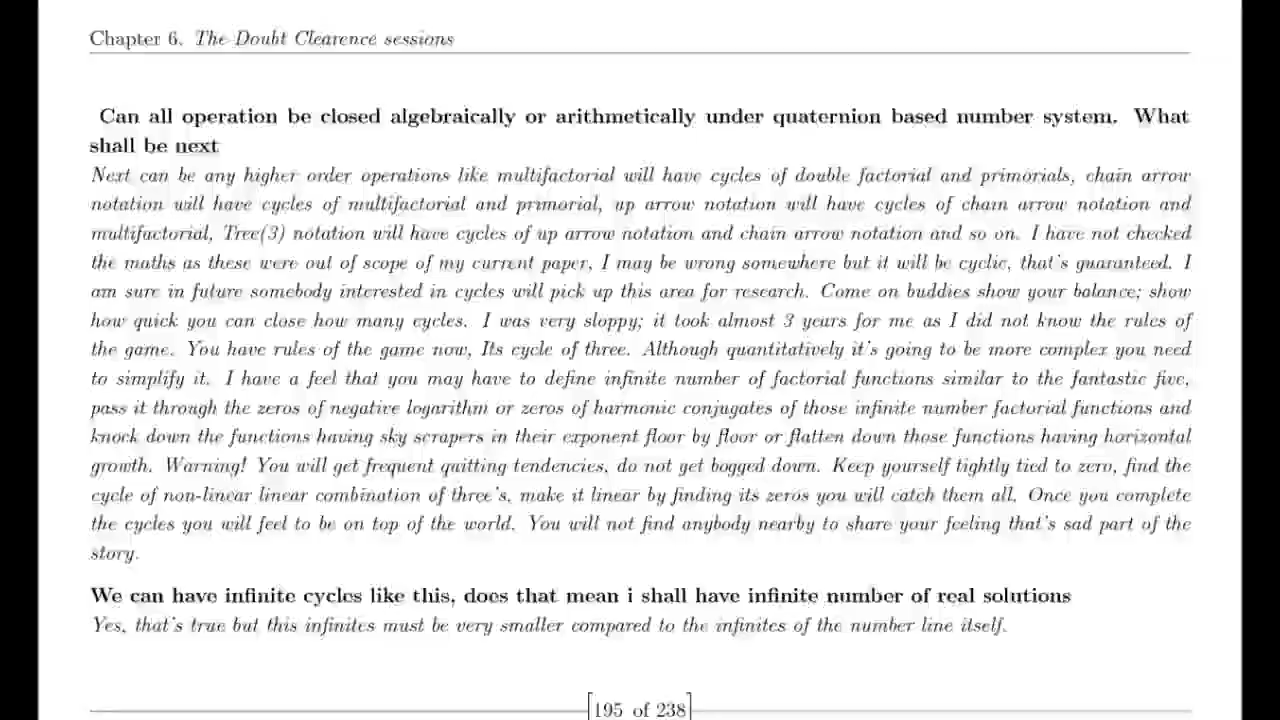 Chapter 6. The Doubt Clearence sessions
Can all operation be closed algebraically or arithmetically under quaternion based number system. What
shall be next
Next can be any higher order operations like multifactorial will have cycles of double factorial and primorials, chain arrow
notation will have cycles of multifactorial and primorial, up arrow notation will have cycles of chain arrow notation and
multifactorial, Tree(3) notation will have cycles of up arrow notation and chain arrow notation and so on. I have not checked
the maths as these were out of scope of my current paper, I may be wrong somewhere but it will be cyclic, that's guaranteed. I
am sure in future somebody interested in cycles will pick up this area for research. Come on buddies show your balance; show
how quick you can close how many cycles. I was very sloppy; it took almost 3 years for me as I did not know the rules of
the game. You have rules of the game now, Its cycle of three. Although quantitatively it's going to be more complex you need
to simplify it. I have a feel that you may have to define infinite number of factorial functions similar to the fantastic five,
pass it through the zeros of negative logarithm or zeros of harmonic conjugates of those infinite number factorial functions and
knock down the functions having sky scrapers in their exponent floor by floor or flatten down those functions having horizontal
growth. Warning! You will get frequent quitting tendencies, do not get bogged down. Keep yourself tightly tied to zero, find the
cycle of non-linear linear combination of three's, make it linear by finding its zeros you will catch them all. Once you complete
the cycles you will feel to be on top of the world. You will not find anybody nearby to share your feeling that's sad part of the
story.
We can have infinite cycles like this, does that mean i shall have infinite number of real solutions
Yes, that's true but this infinites must be very smaller compared to the infinites of the number line itself.
[195 of 238]